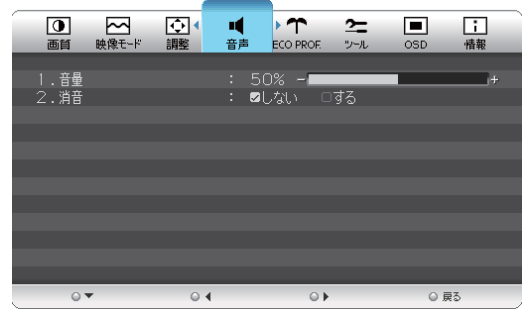 画質 映像モード 調整 音声 ECO PROF. ツール OSD 情報
1.音量 : 50% − +
2.消音 : しない する
戻る